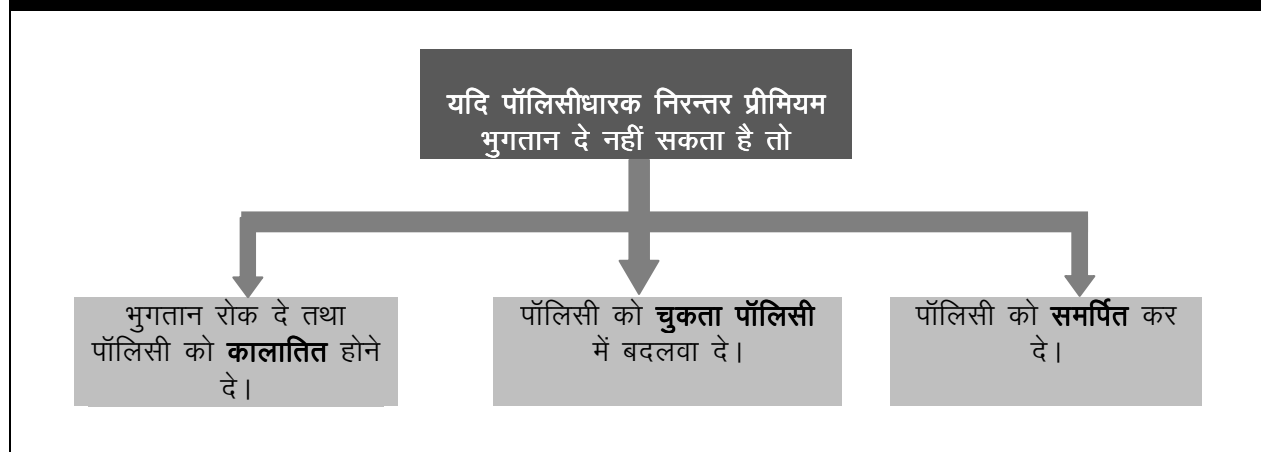 यदि पॉलिसीधारक निरन्तर प्रीमियम
भुगतान दे नहीं सकता है तो
भुगतान रोक दे तथा
पॉलिसी को कालातित होने
दे।
पॉलिसी को चुकता पॉलिसी
में बदलवा दे।
पॉलिसी को समर्पित कर
दे।